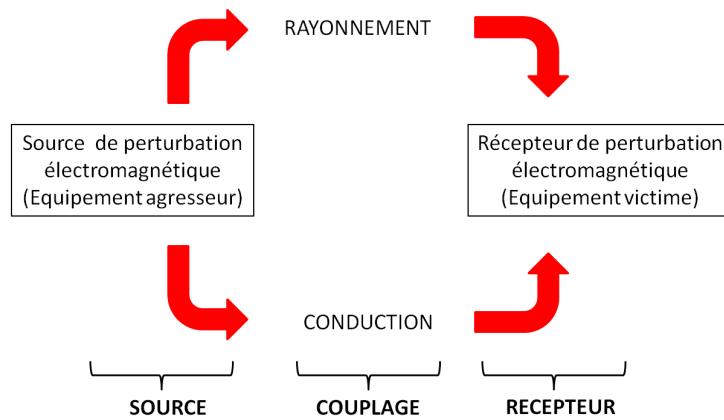 RAYONNEMENT
Source de perturbation
électromagnétique
(Equipement agresseur)
Récepteur de perturbation
électromagnétique
(Equipement victime)
CONDUCTION
SOURCE
COUPLAGE
RECEPTEUR